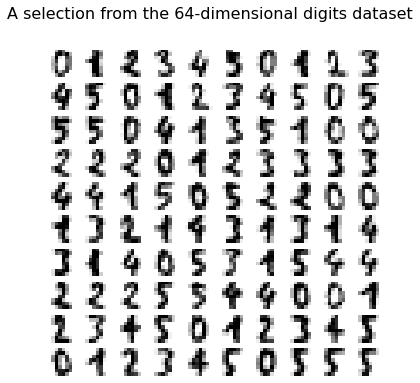 A selection from the 64-dimensional digits dataset
0 1 2 3 4 5 0 1 2 3
4 5 0 1 2 3 4 5 0 5
5 5 0 4 1 3 5 1 0 0
2 2 2 0 1 2 3 3 3 3
4 4 1 5 0 5 2 2 0 0
1 3 2 1 4 3 1 3 1 4
3 1 4 0 5 3 1 5 4 4
2 2 2 5 5 4 4 0 0 1
2 3 4 5 0 1 2 3 4 5
0 1 2 3 4 5 0 5 5 5